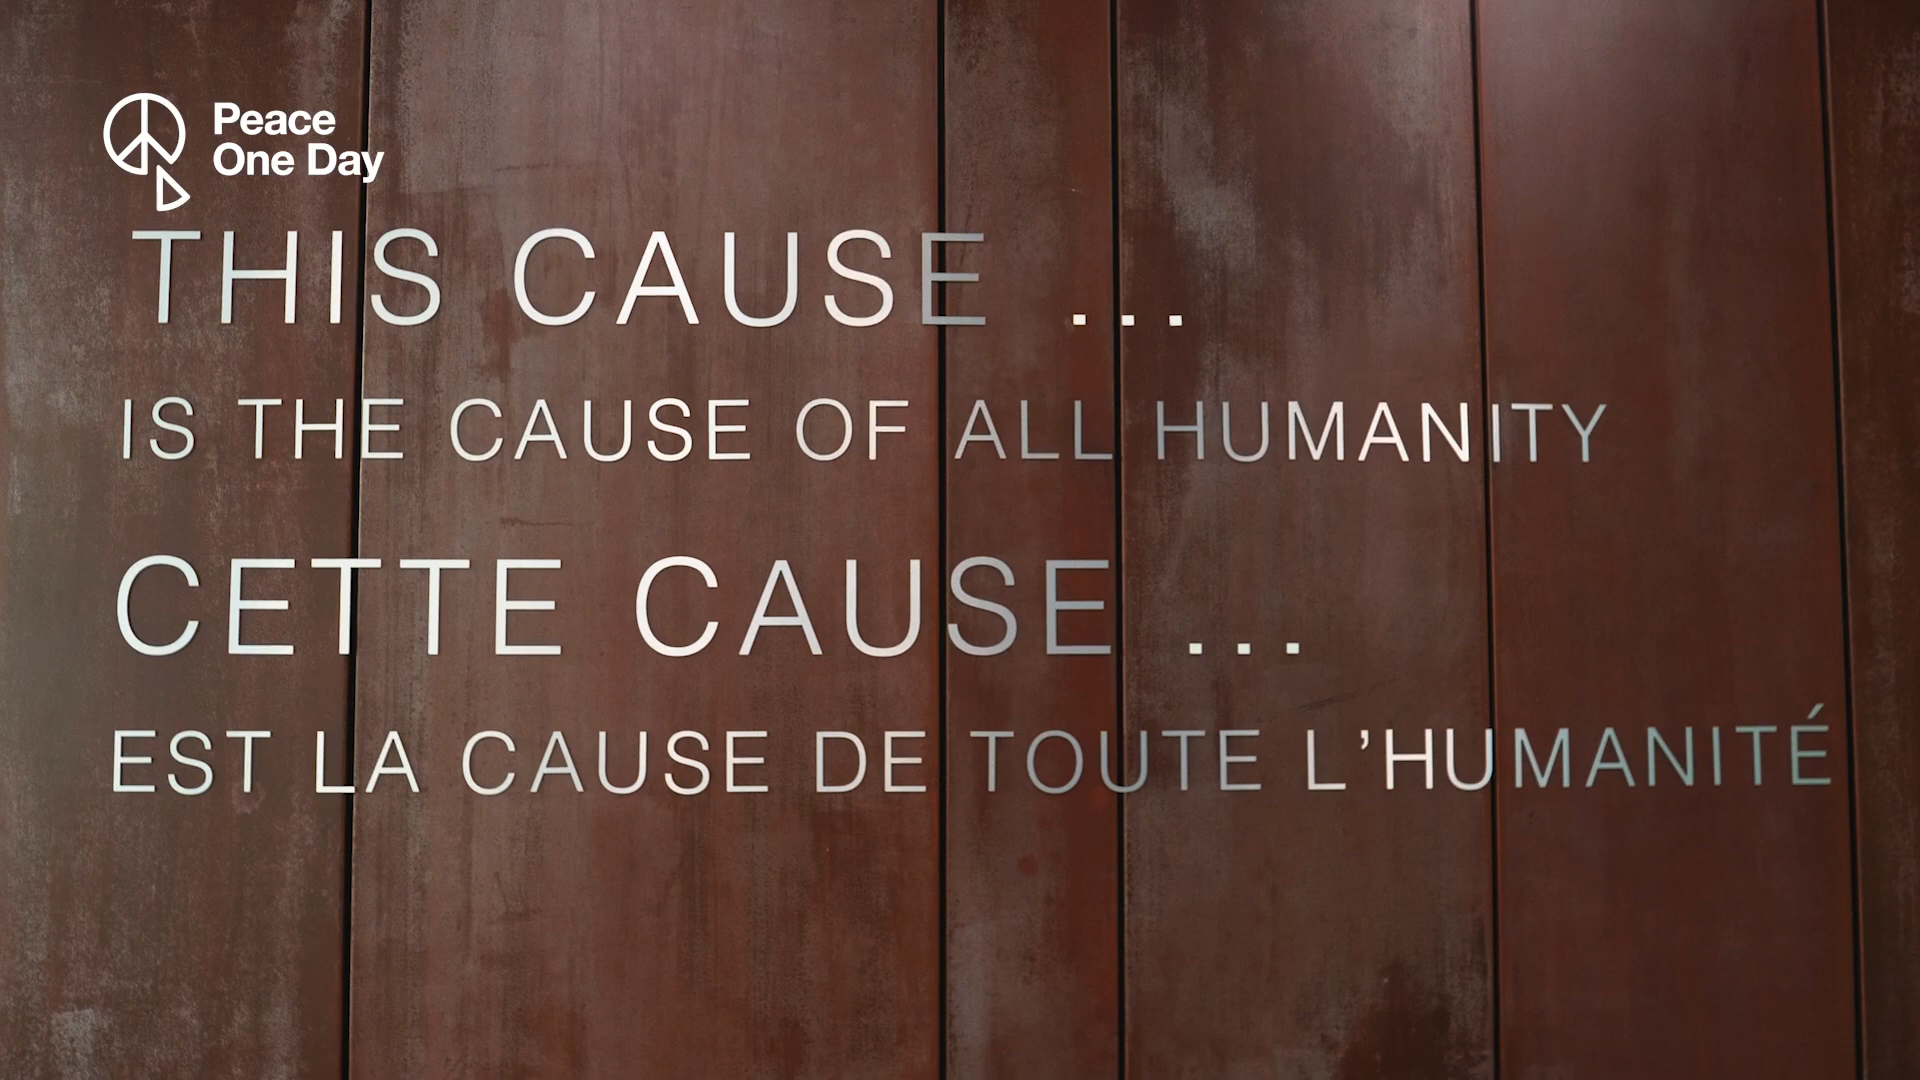 Peace
One Day
THIS CAUSE ...
IS THE CAUSE OF ALL HUMANITY
CETTE CAUSE ...
EST LA CAUSE DE TOUTE L'HUMANITÉ